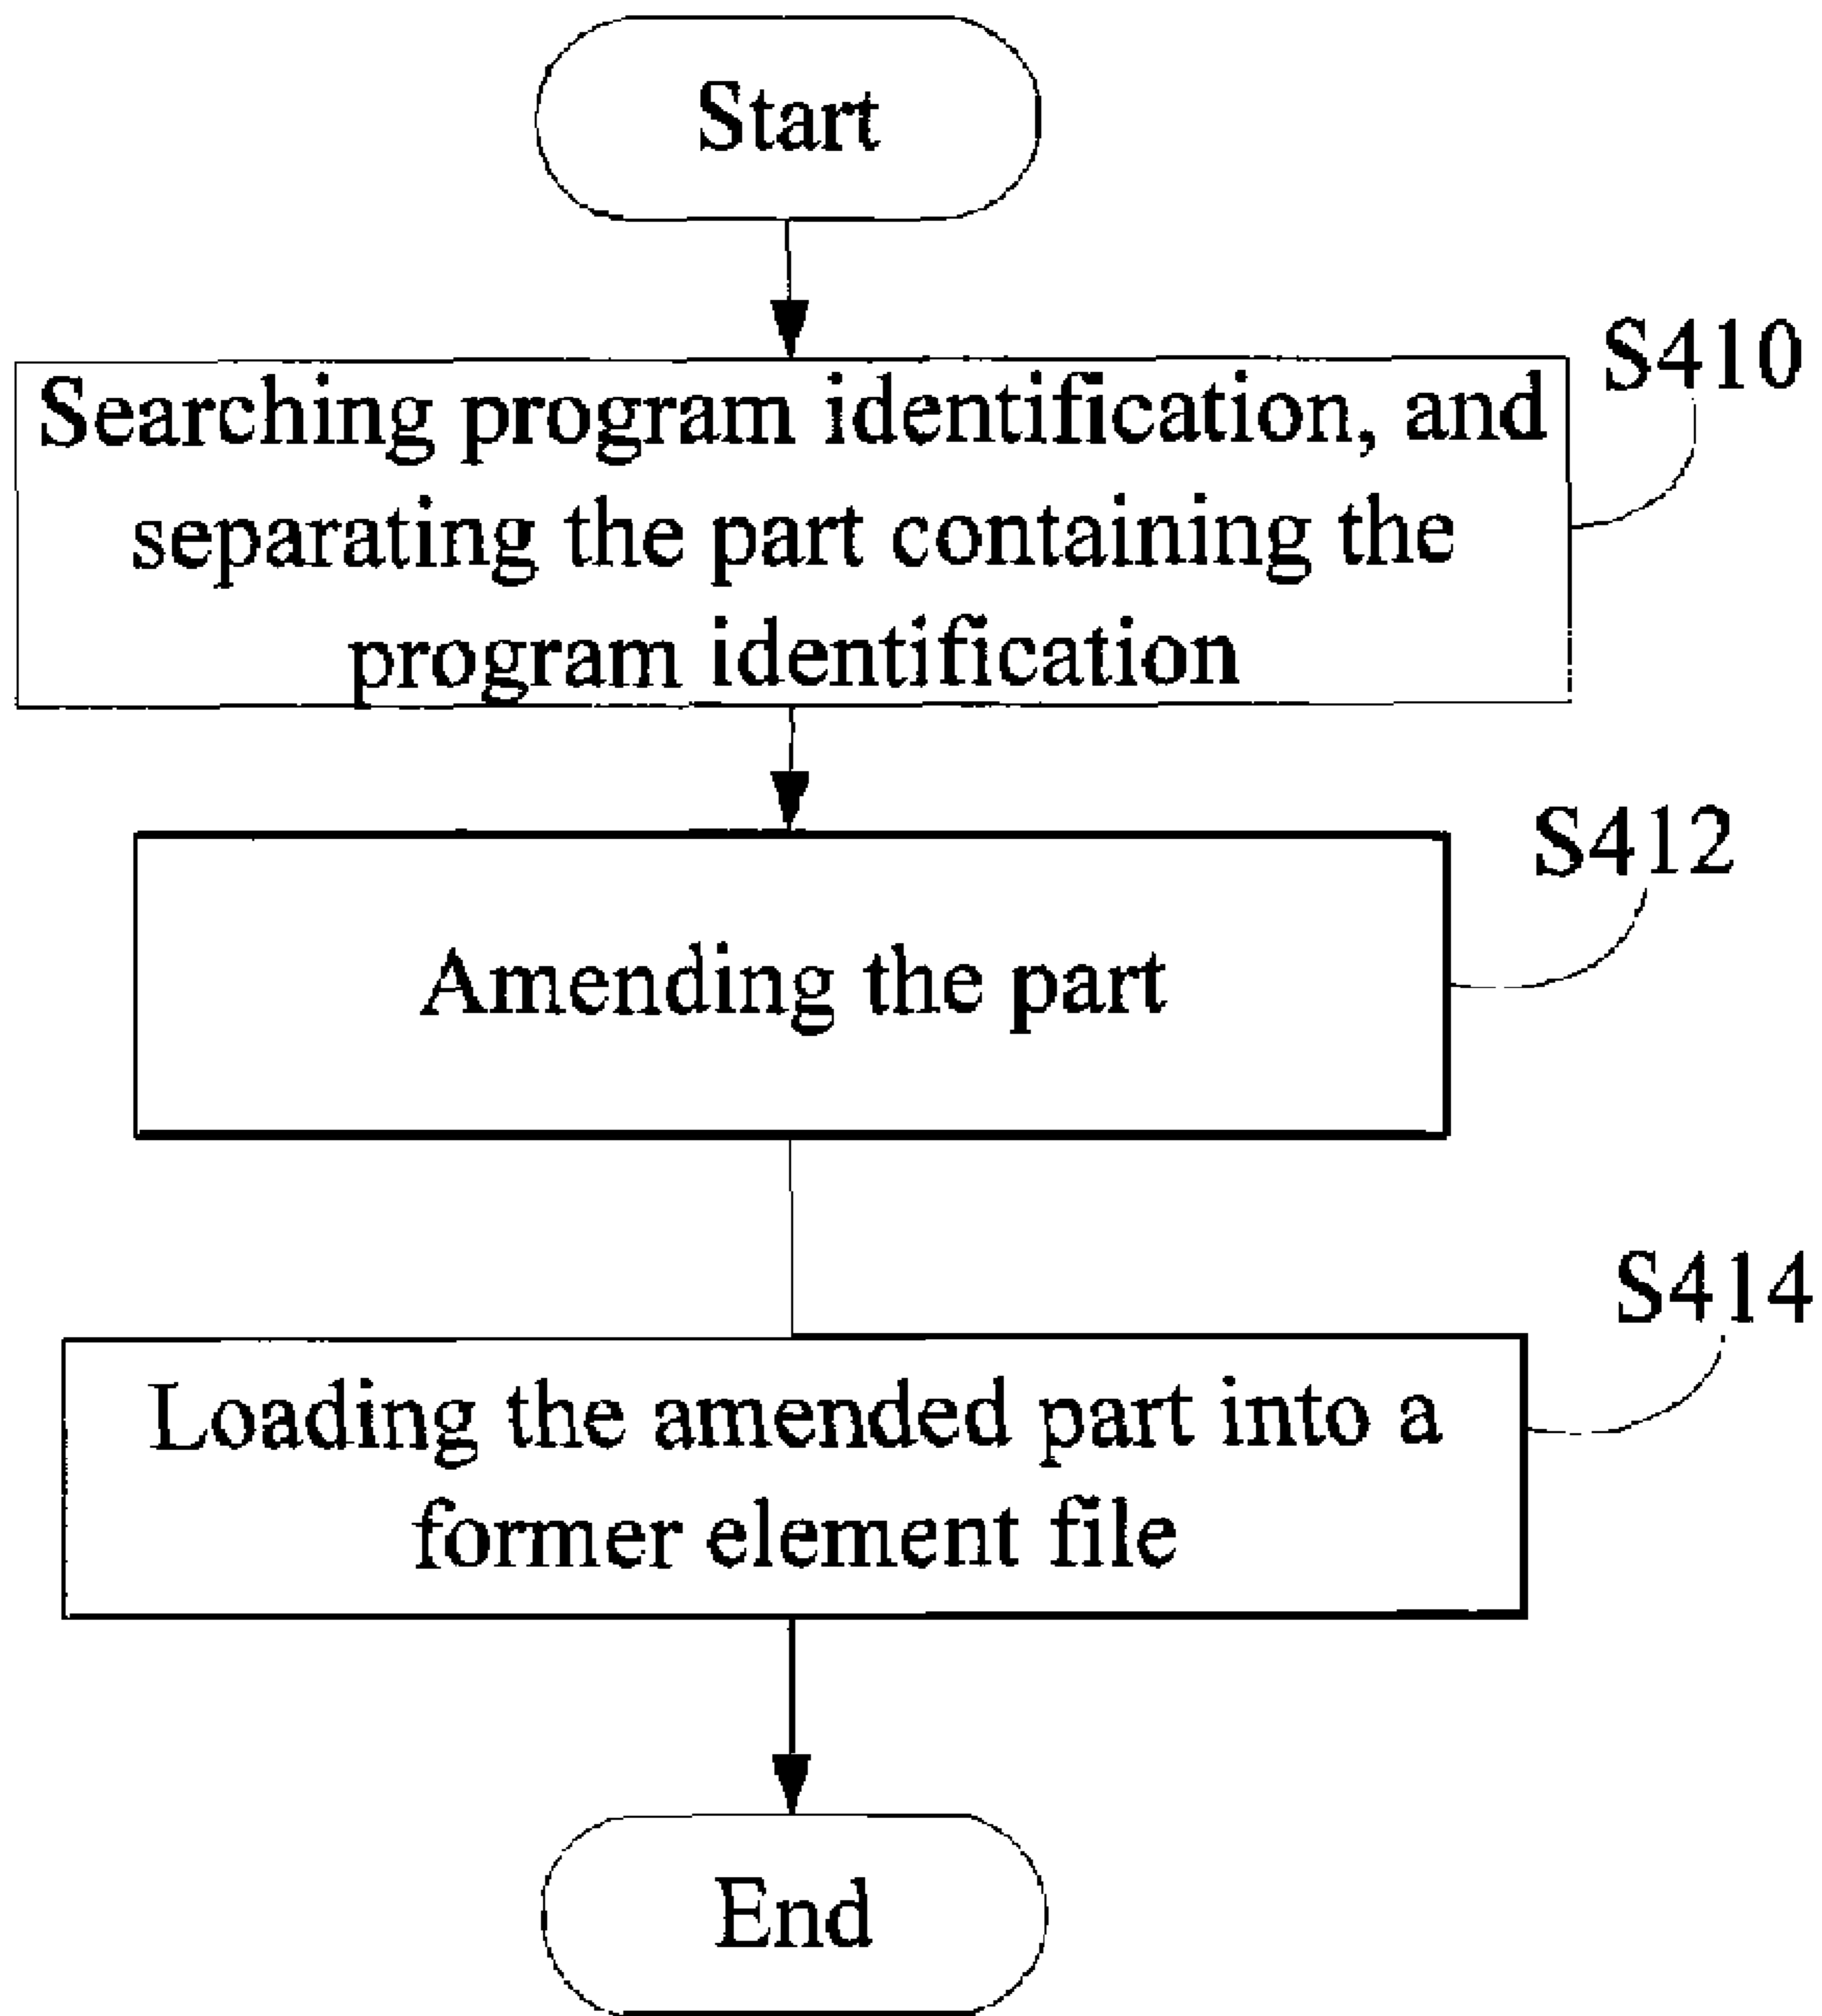 Start
S410
Searching program identification, and
separating the part containing the
program identification
S412
Amending the part
S414
Loading the amended part into a
former element file
End